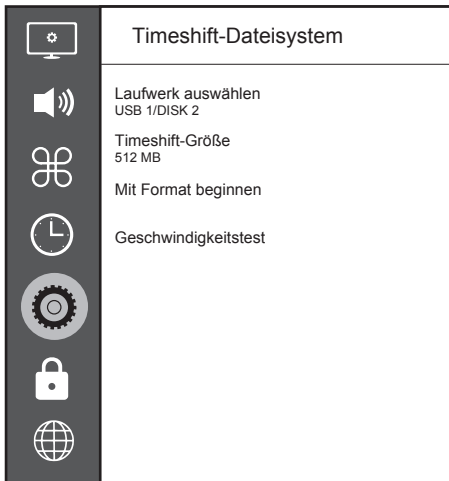 Timeshift-Dateisystem
Laufwerk auswählen
USB 1/DISK 2
Timeshift-Größe
512 MB
Mit Format beginnen
Geschwindigkeitstest